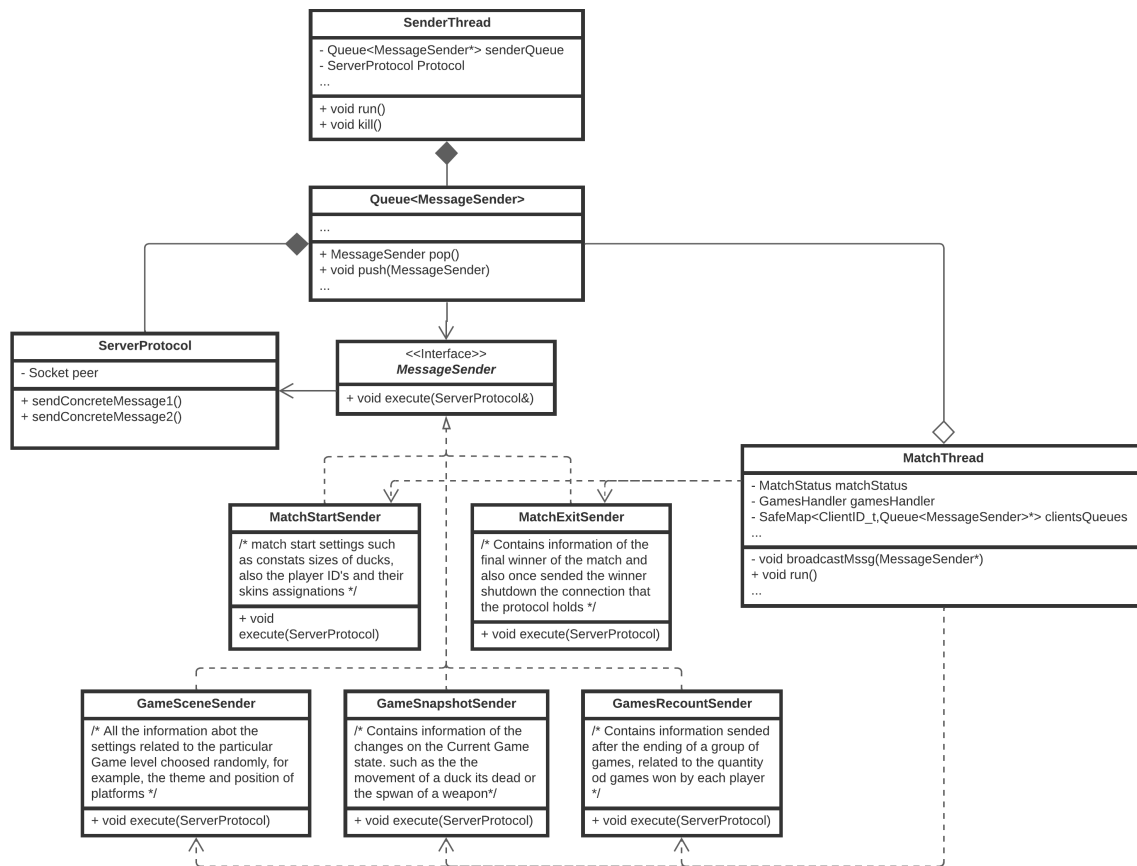 SenderThread
- Queue<MessageSender*> senderQueue
- ServerProtocol Protocol
...
+ void run()
+ void kill()
Queue<MessageSender>
...
+ MessageSender pop()
+ void push(MessageSender)
...
ServerProtocol
- Socket peer
+ sendConcreteMessage1()
+ sendConcreteMessage2()
<<Interface>>
MessageSender
+ void execute(ServerProtocol&)
MatchThread
- MatchStatus matchStatus
- GamesHandler gamesHandler
- SafeMap<ClientID_t,Queue<MessageSender>*> clientsQueues
...
- void broadcastMssg(MessageSender*)
+ void run()
...
MatchStartSender
/* match start settings such
as constats sizes of ducks,
also the player ID's and their
skins assignations */
+ void
execute(ServerProtocol)
MatchExitSender
/* Contains information of the
final winner of the match and
also once sended the winner
shutdown the connection that
the protocol holds */
+ void execute(ServerProtocol)
GameSceneSender
/* All the information abot the
settings related to the particular
Game level choosed randomly, for
example, the theme and position of
platforms */
+ void execute(ServerProtocol)
GameSnapshotSender
/* Contains information of the
changes on the Current Game
state. such as the the
movement of a duck its dead or
the spwan of a weapon*/
+ void execute(ServerProtocol)
GamesRecountSender
/* Contains information sended
after the ending of a group of
games, related to the quantity
od games won by each player
*/
+ void execute(ServerProtocol)